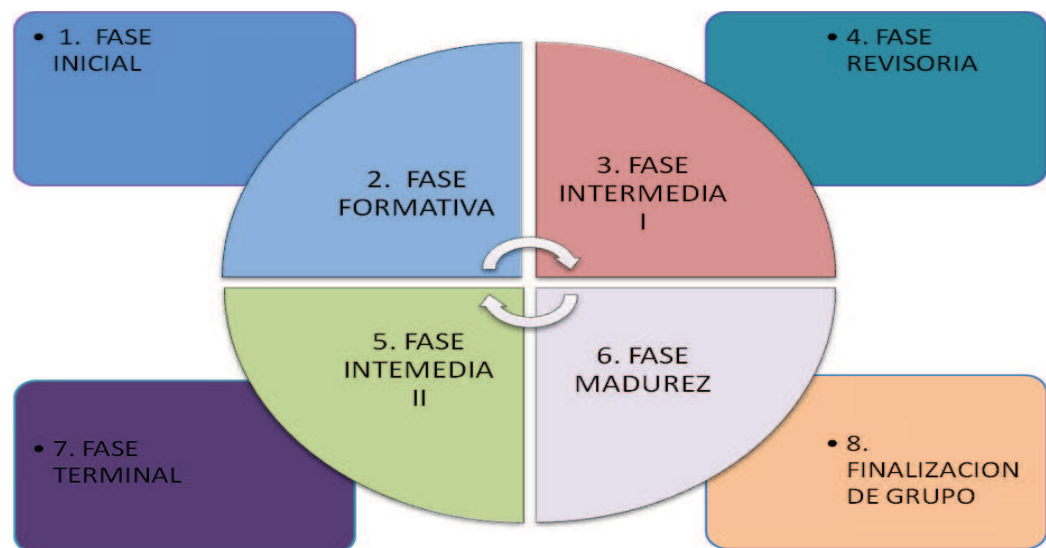 • 1. FASE
INICIAL
2. FASE
FORMATIVA
3. FASE
INTERMEDIA
I
• 4. FASE
REVISORIA
5. FASE
INTEMEDIA
II
6. FASE
MADUREZ
• 7. FASE
TERMINAL
• 8.
FINALIZACION
DE GRUPO